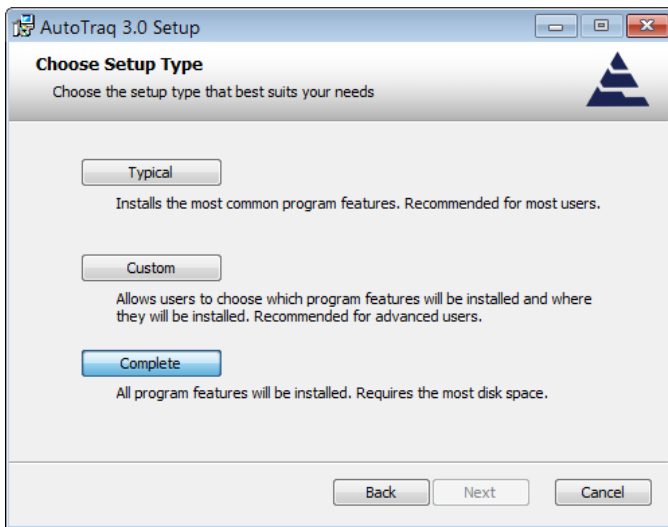 AutoTraq 3.0 Setup
Choose Setup Type
Choose the setup type that best suits your needs
Typical
Installs the most common program features. Recommended for most users.
Custom
Allows users to choose which program features will be installed and where
they will be installed. Recommended for advanced users.
Complete
All program features will be installed. Requires the most disk space.
Back Next Cancel